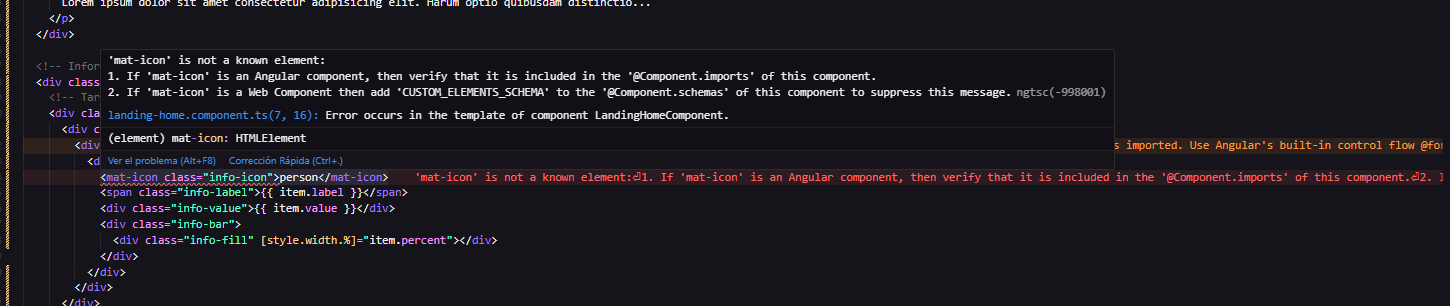 Lorem ipsum dolor sit amet consectetur adipisicing elit. Harum optio quibusdam distinctio...
</p>
</div>
<!-- Infor
<div class
<!-- Tar
<div cla
<div c
<div
<d
'mat-icon' is not a known element:
1. If 'mat-icon' is an Angular component, then verify that it is included in the '@Component.imports' of this component.
2. If 'mat-icon' is a Web Component then add 'CUSTOM_ELEMENTS_SCHEMA' to the '@Component.schemas' of this component to suppress this message. ngtsc(-998001)
landing-home.component.ts(7, 16): Error occurs in the template of component LandingHomeComponent.
(element) mat-icon: HTMLElement
s imported. Use Angular's built-in control flow @for
Ver el problema (Alt+F8) Corrección Rápida (Ctrl+.)
<mat-icon class="info-icon">person</mat-icon> 'mat-icon' is not a known element:⏎1. If 'mat-icon' is an Angular component, then verify that it is included in the '@Component.imports' of this component.⏎2. I
<span class="info-label">{{ item.label }}</span>
<div class="info-value">{{ item.value }}</div>
<div class="info-bar">
<div class="info-fill" [style.width.%]="item.percent"></div>
</div>
</div>
</div>
</div>